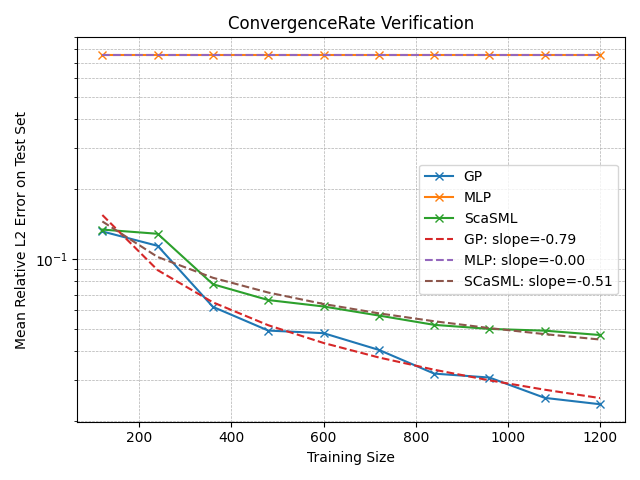 ConvergenceRate Verification
Mean Relative L2 Error on Test Set
10⁻¹
GP
MLP
ScaSML
GP: slope=-0.79
MLP: slope=-0.00
SCaSML: slope=-0.51
200 400 600 800 1000 1200
Training Size